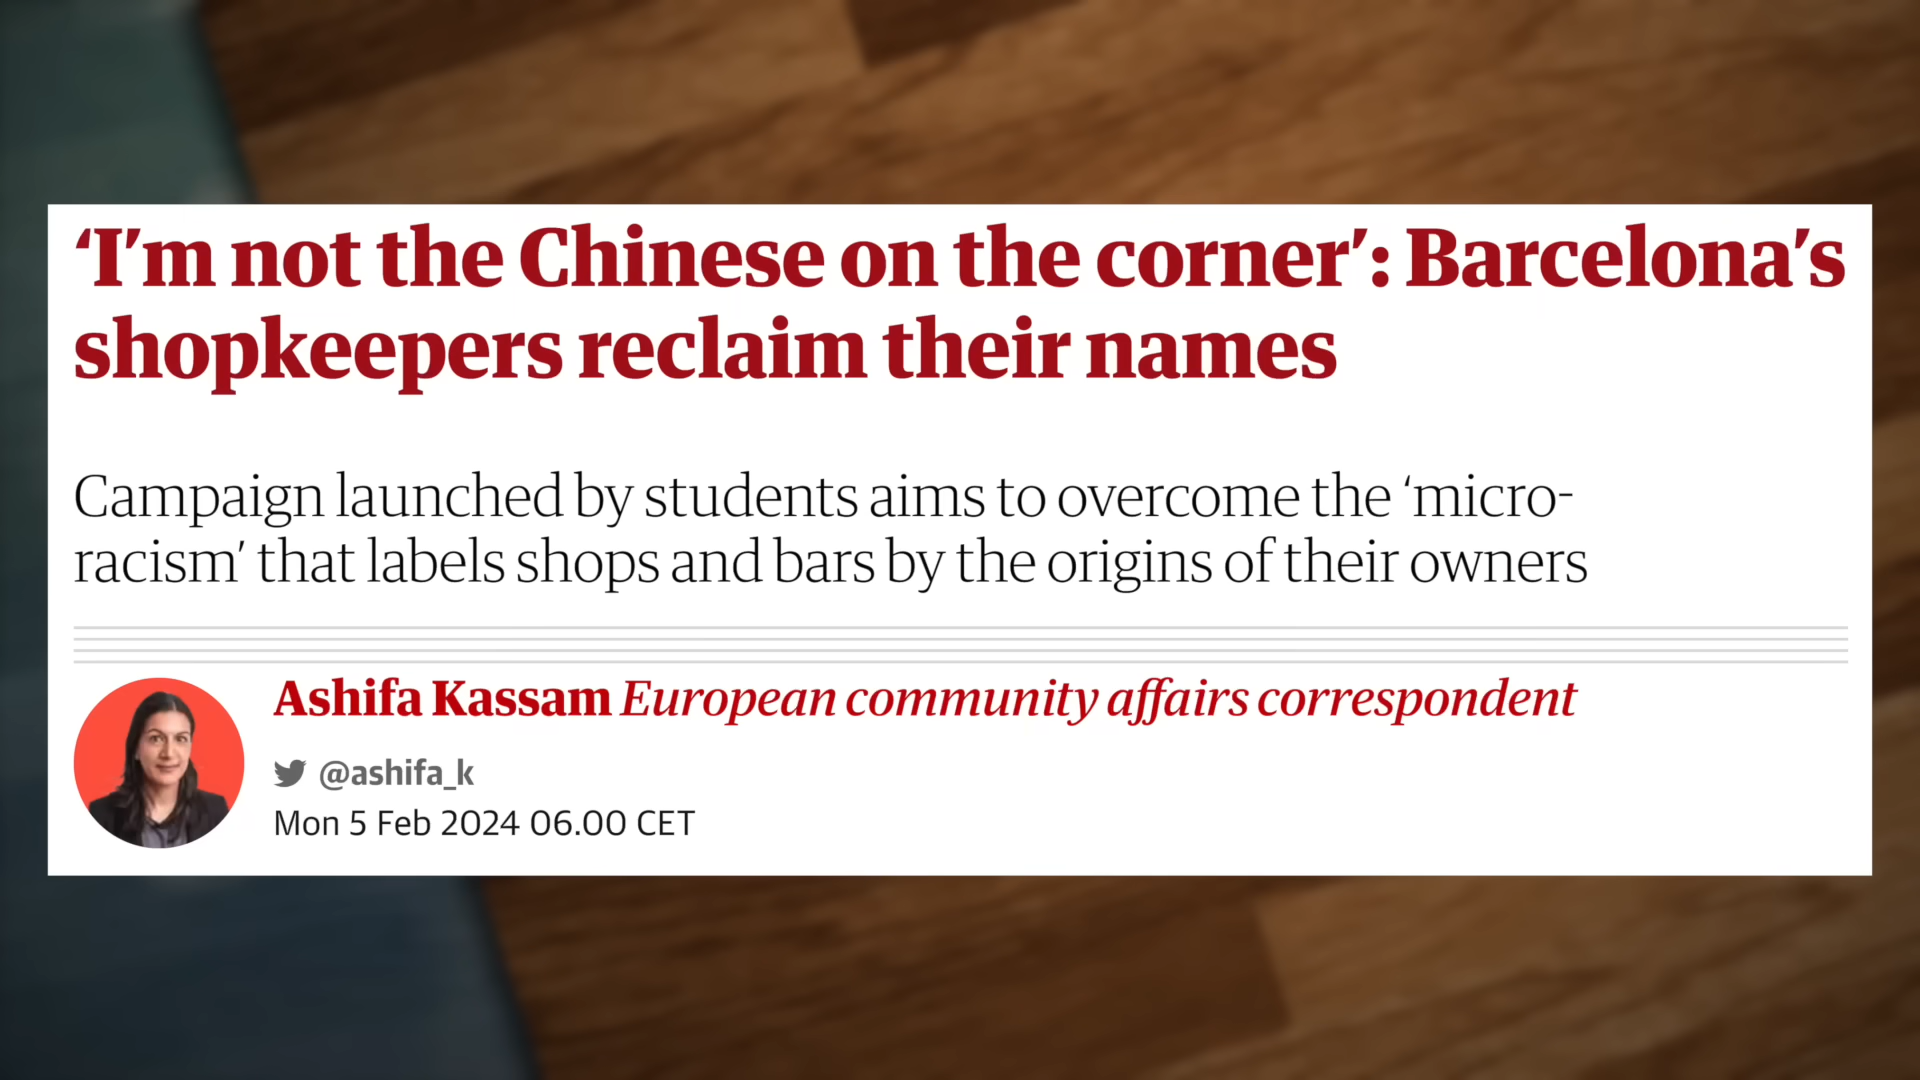 ‘I’m not the Chinese on the corner’: Barcelona’s
shopkeepers reclaim their names
Campaign launched by students aims to overcome the ‘micro-
racism’ that labels shops and bars by the origins of their owners
Ashifa Kassam European community affairs correspondent
@ashifa_k
Mon 5 Feb 2024 06.00 CET